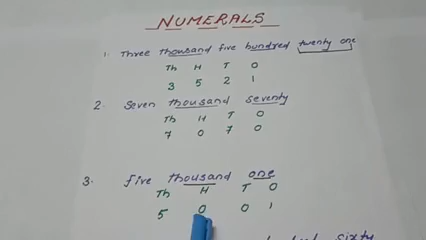 NUMERALS
1. Three thousand five hundred twenty one
Th H T O
3 5 2 1
2. Seven thousand seventy
Th H T O
7 0 7 0
3. five thousand one
Th H T O
5 0 0 1
sixty